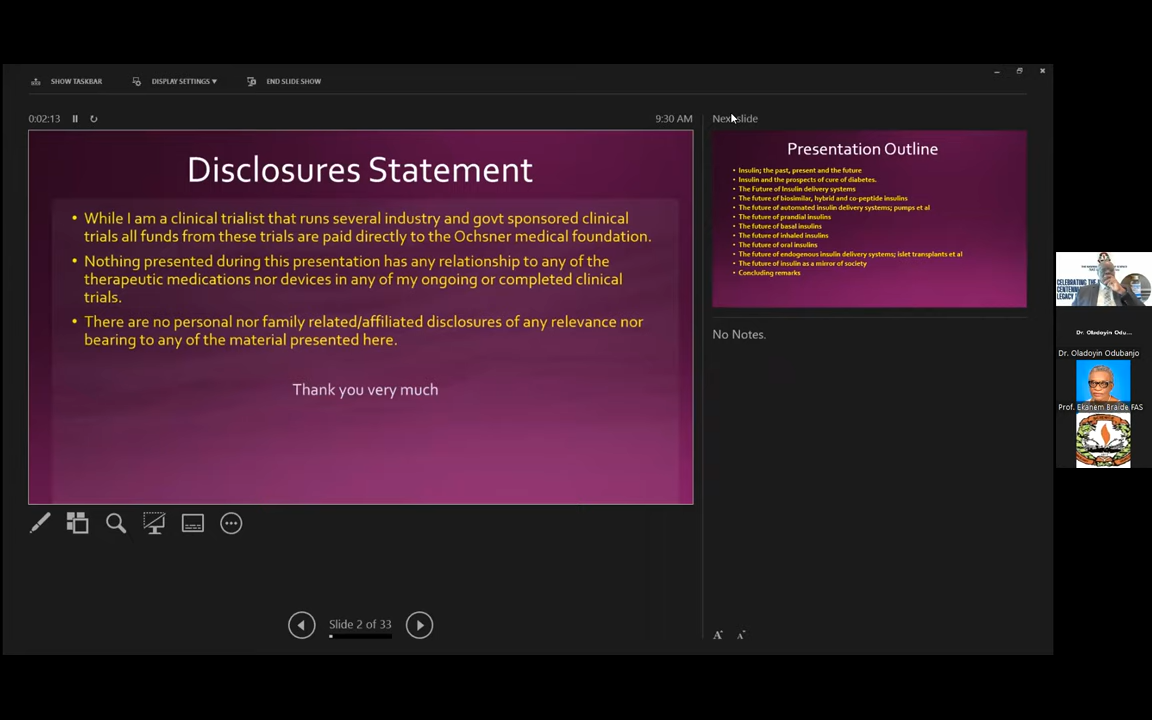 SHOW TASKBAR
DISPLAY SETTINGS
END SLIDE SHOW
0:02:13
9:30 AM
Disclosures Statement
• While I am a clinical trialist that runs several industry and govt sponsored clinical
trials all funds from these trials are paid directly to the Ochsner medical foundation.
• Nothing presented during this presentation has any relationship to any of the
therapeutic medications nor devices in any of my ongoing or completed clinical
trials.
• There are no personal nor family related/affiliated disclosures of any relevance nor
bearing to any of the material presented here.
Thank you very much
Slide 2 of 33
Next slide
Presentation Outline
• Insulin; the past, present and the future
• Insulin and the prospects of cure of diabetes.
• The Future of Insulin delivery systems
• The future of biosimilar, hybrid and co-peptide insulins
• The future of automated insulin delivery systems; pumps et al
• The future of prandial insulins
• The future of basal insulins
• The future of inhaled insulins
• The future of oral insulins
• The future of endogenous insulin delivery systems; islet transplants et al
• The future of insulin as a mirror of society
• Concluding remarks
No Notes.
A A
CELEBRATING THE
LEGACY
Dr. Oladoyin Odu...
Dr. Oladoyin Odubanjo
Prof. Ekanem Braide FAS